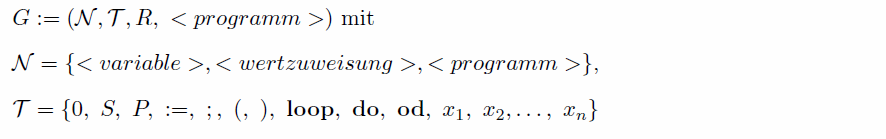 G := (𝒩, 𝒯, R, < programm >) mit
𝒩 = {< variable >, < wertzuweisung >, < programm >},
𝒯 = {0, S, P, :=, ;, (, ), loop, do, od, x₁, x₂, . . . , xₙ}